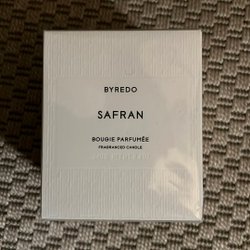 BYREDO
SAFRAN
BOUGIE PARFUMÉE
FRAGRANCED CANDLE